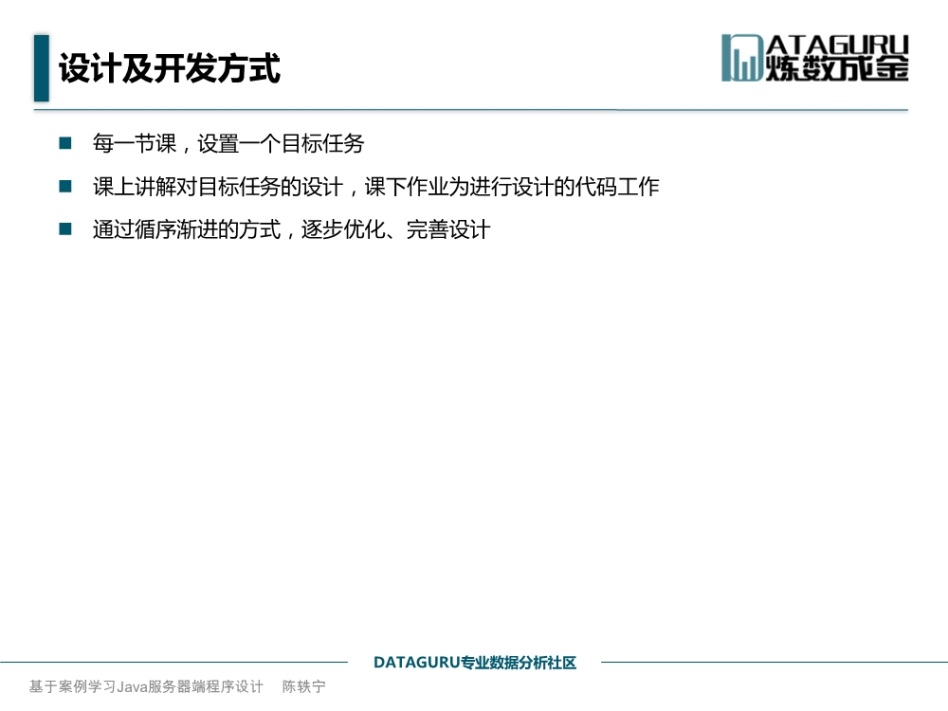 设计及开发方式
DATAGURU
炼数成金
每一节课，设置一个目标任务
课上讲解对目标任务的设计，课下作业为进行设计的代码工作
通过循序渐进的方式，逐步优化、完善设计
DATAGURU专业数据分析社区
基于案例学习Java服务器端程序设计 陈轶宁